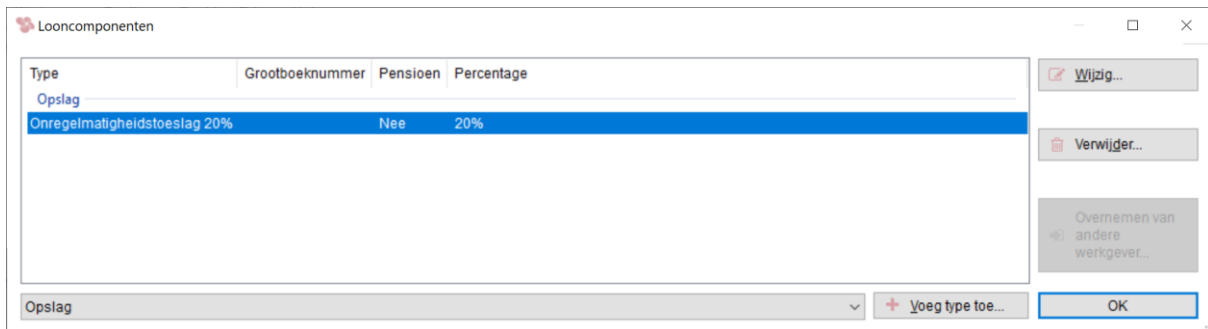 Looncomponenten
Type Grootboeknummer Pensioen Percentage
Opslag
Onregelmatigheidstoeslag 20% Nee 20%
Wijzig...
Verwijder...
Overnemen van
andere
werkgever...
Opslag
Voeg type toe...
OK